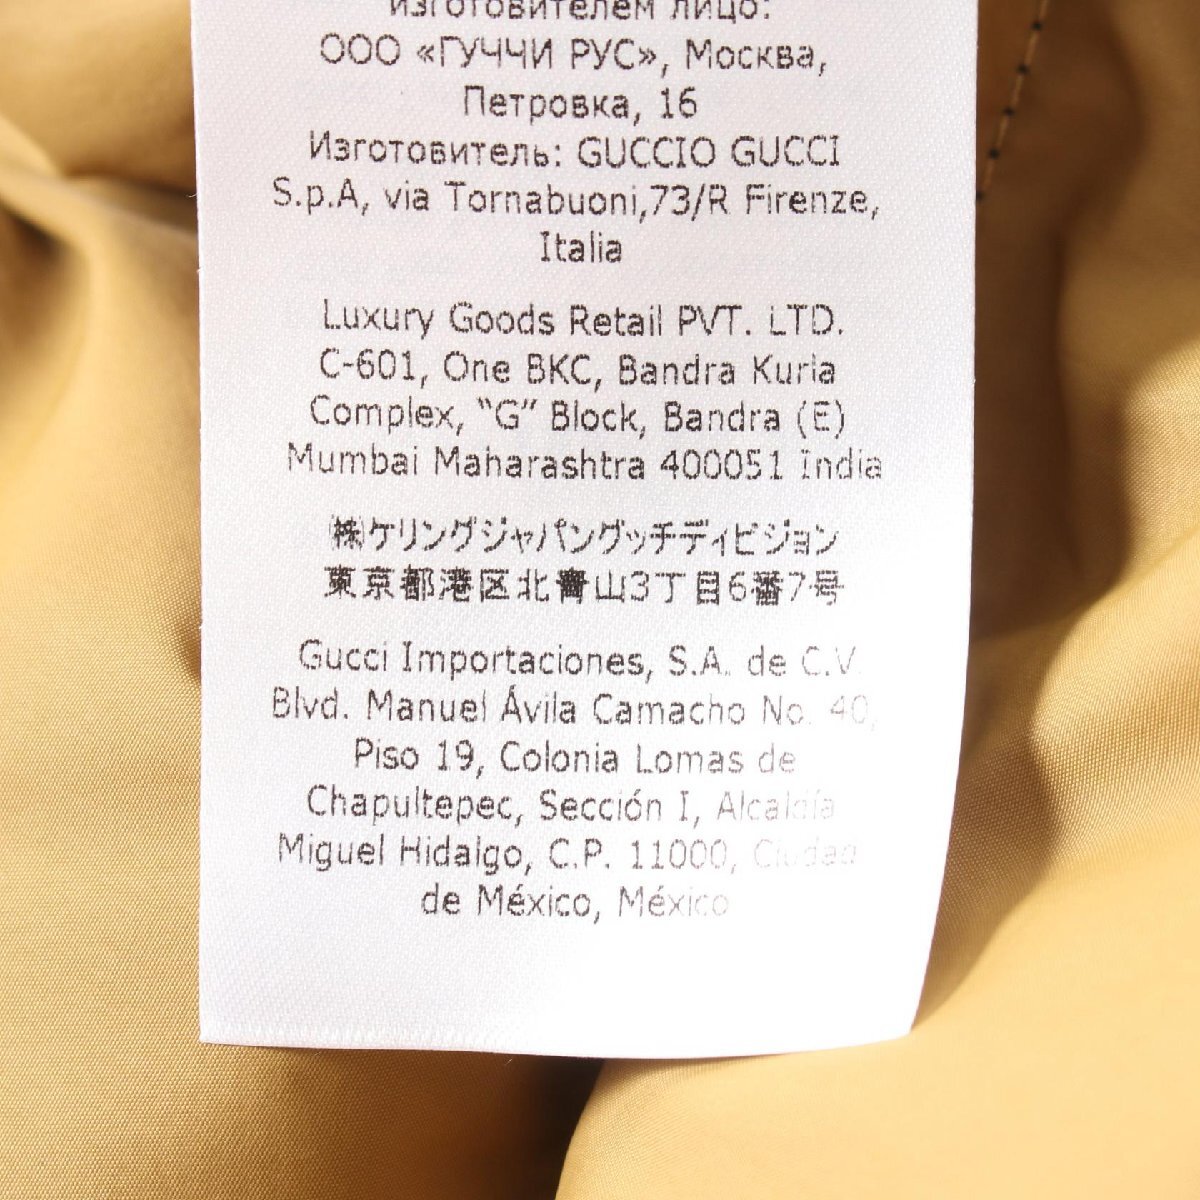 изготовителем лицо:
ООО «ГУЧЧИ РУС», Москва,
Петровка, 16
Изготовитель: GUCCIO GUCCI
S.p.A, via Tornabuoni,73/R Firenze,
Italia
Luxury Goods Retail PVT. LTD.
C-601, One BKC, Bandra Kurla
Complex, “G” Block, Bandra (E)
Mumbai Maharashtra 400051 India
㈱ケリングジャパングッチディビジョン
東京都港区北青山3丁目6番7号
Gucci Importaciones, S.A. de C.V.
Blvd. Manuel Ávila Camacho No. 40,
Piso 19, Colonia Lomas de
Chapultepec, Sección I, Alcaldía
Miguel Hidalgo, C.P. 11000, Ciudad
de México, México